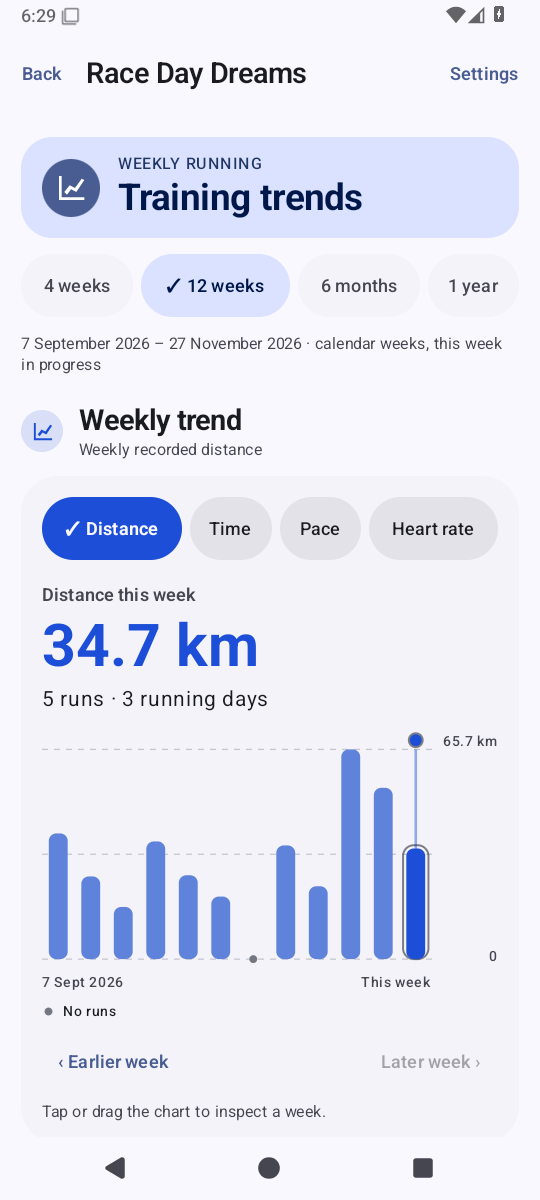 6:29
Back
Race Day Dreams
Settings
WEEKLY RUNNING
Training trends
4 weeks
✓ 12 weeks
6 months
1 year
7 September 2026 – 27 November 2026 · calendar weeks, this week
in progress
Weekly trend
Weekly recorded distance
✓ Distance
Time
Pace
Heart rate
Distance this week
34.7 km
5 runs · 3 running days
65.7 km
0
7 Sept 2026
This week
No runs
‹ Earlier week
Later week ›
Tap or drag the chart to inspect a week.